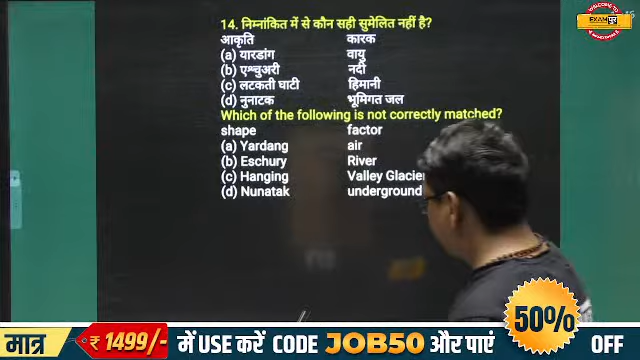 14. निम्नांकित में से कौन सही सुमेलित नहीं है?
आकृति कारक
(a) यारडांग वायु
(b) एश्चुअरी नदी
(c) लटकती घाटी हिमानी
(d) नुनाटक भूमिगत जल
Which of the following is not correctly matched?
shape factor
(a) Yardang air
(b) Eschury River
(c) Hanging Valley Glacier
(d) Nunatak underground
EXAMपुर
मात्र ₹ 1499/- में USE करें CODE JOB50 और पाएं 50% OFF